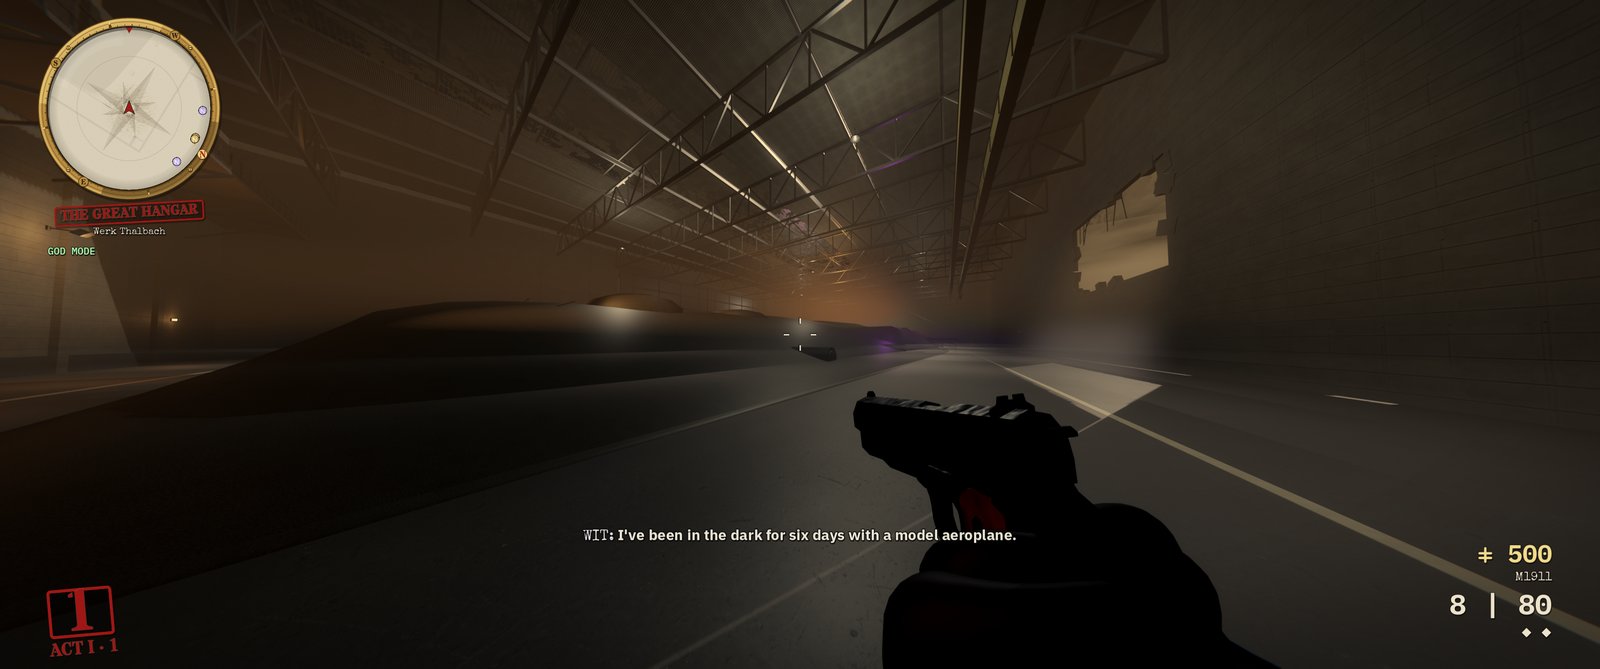 W
S
N
E
THE GREAT HANGAR
Werk Thalbach
GOD MODE
WIT: I've been in the dark for six days with a model aeroplane.
1
ACT I · 1
ǂ 500
M1911
8 | 80